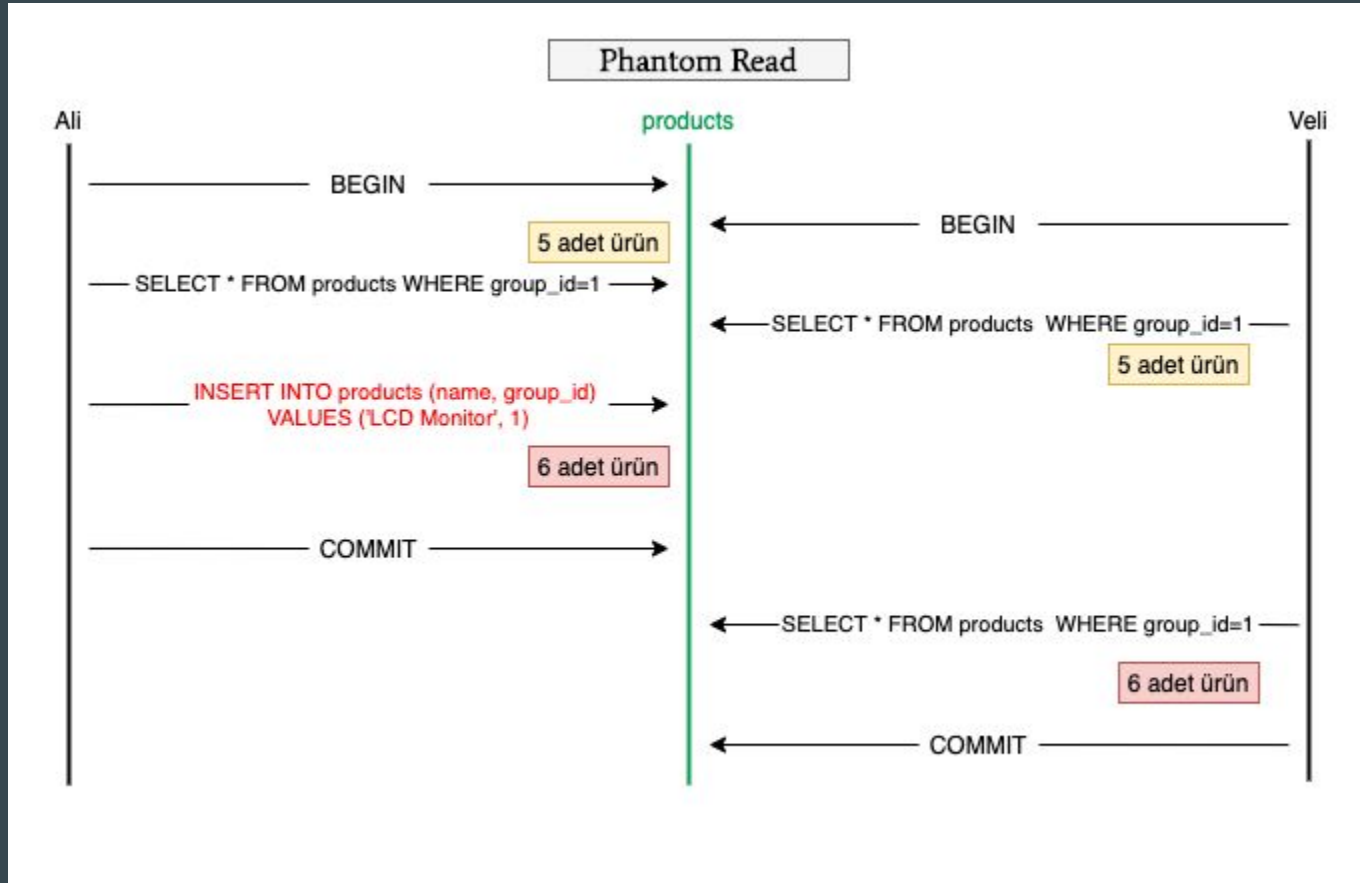 Phantom Read
Ali
products
Veli
BEGIN
BEGIN
5 adet ürün
SELECT * FROM products WHERE group_id=1
SELECT * FROM products  WHERE group_id=1
5 adet ürün
INSERT INTO products (name, group_id)
VALUES ('LCD Monitor', 1)
6 adet ürün
COMMIT
SELECT * FROM products  WHERE group_id=1
6 adet ürün
COMMIT